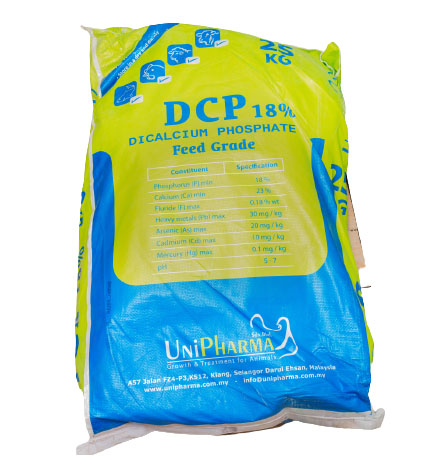 25
KG
DCP 18%
DICALCIUM PHOSPHATE
Feed Grade
Constituent Specification
Phosphorus (P) min 18 %
Calcium (Ca) min 23 %
Fluride (F) max 0.18 % wt
Heavy metals (Pb) max 30 mg / kg
Arsenic (As) max 20 mg / kg
Cadmium (Cd) max 10 mg / kg
Mercury (Hg) max 0.1 mg / kg
pH 5 - 7
UNIPHARMA
Growth & Treatment for Animals
A57 Jalan FZ4-P3,KS12, Klang, Selangor Darul Ehsan, Malaysia
www.unipharma.com.my - info@unipharma.com.my